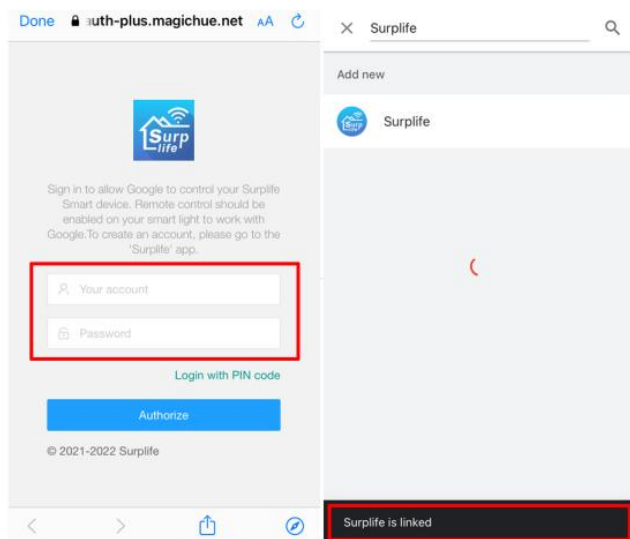 Done auth-plus.magichue.net AA
Surp
life
Sign in to allow Google to control your Surplife
Smart device. Remote control should be
enabled on your smart light to work with
Google.To create an account, please go to the
'Surplife' app.
Your account
Password
Login with PIN code
Authorize
© 2021-2022 Surplife
Surplife
Add new
Surp
life
Surplife
Surplife is linked